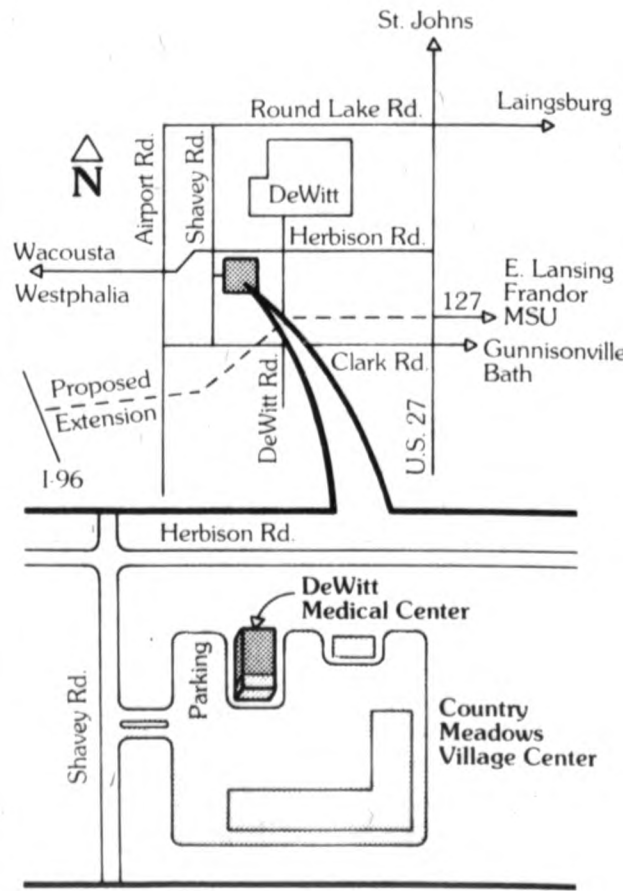 St. Johns
Round Lake Rd.
Laingsburg
N
Airport Rd.
Shavey Rd.
DeWitt
Herbison Rd.
Wacousta
Westphalia
127
E. Lansing
Frandor
MSU
Gunnisonville
Bath
Clark Rd.
Proposed
Extension
DeWitt Rd.
U.S. 27
I-96
Herbison Rd.
DeWitt
Medical Center
Parking
Shavey Rd.
Country
Meadows
Village Center